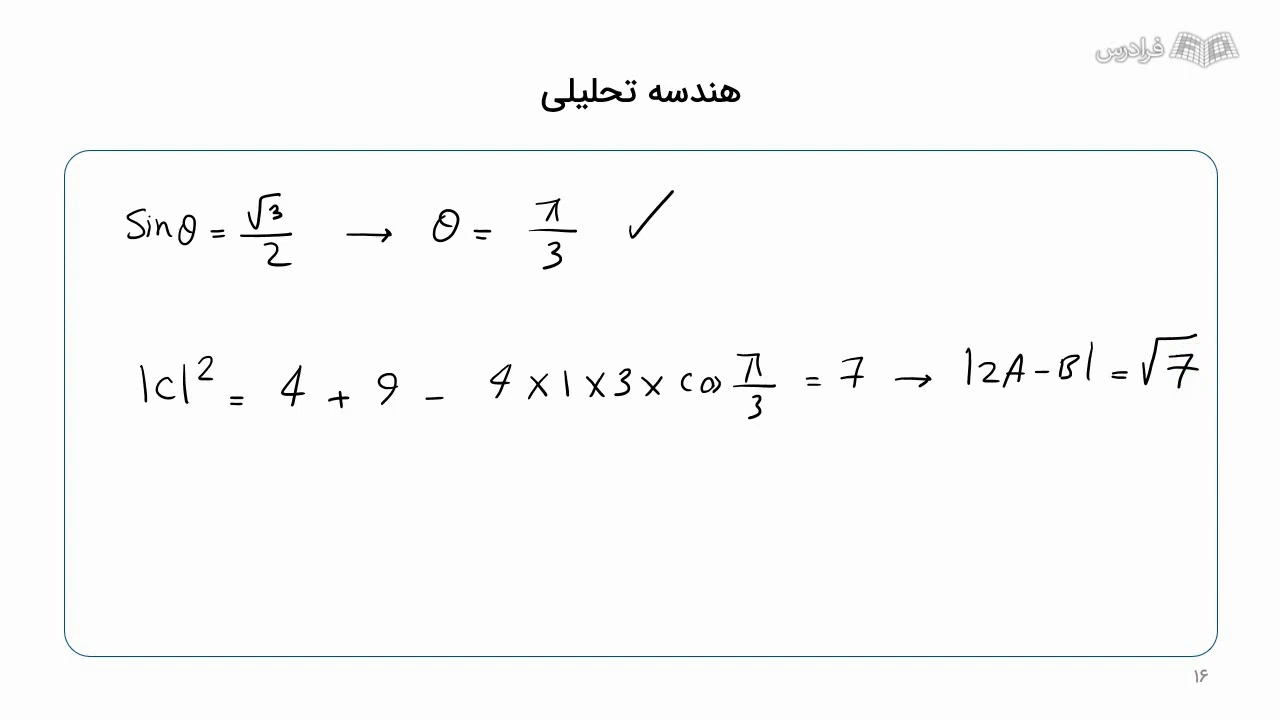 فرادرس
هندسه تحلیلی
Sinθ = √3/2 → θ = π/3 ✓
|C|² = 4 + 9 - 4 × 1 × 3 × cos π/3 = 7 → |2A - B| = √7
۱۶